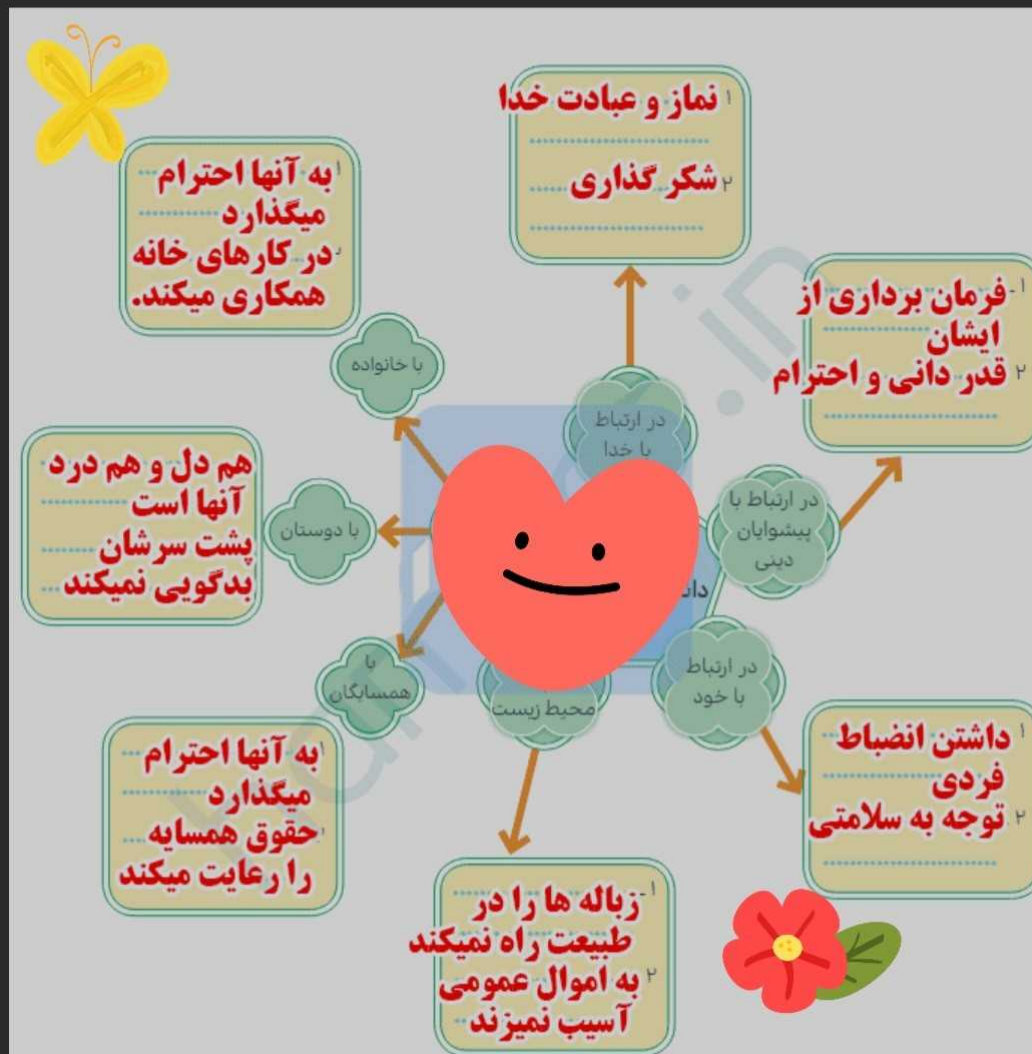 ۱ نماز و عبادت خدا
۲ شکر گذاری
در ارتباط
با خدا
۱ـ فرمان برداری از
ایشان
۲ قدر دانی و احترام
در ارتباط با
پیشوایان
دینی
در ارتباط
با خود
۱ داشتن انضباط
فردی
۲ توجه به سلامتی
محیط زیست
۱ـ زباله ها را در
طبیعت راه نمیکند
۲ به اموال عمومی
آسیب نمیزند
با خانواده
۱ به آنها احترام
میگذارد
در کارهای خانه
همکاری میکند.
با دوستان
هم دل و هم درد
آنها است
پشت سرشان
بدگویی نمیکند
با
همسایگان
۱ به آنها احترام
میگذارد
حقوق همسایه
را رعایت میکند